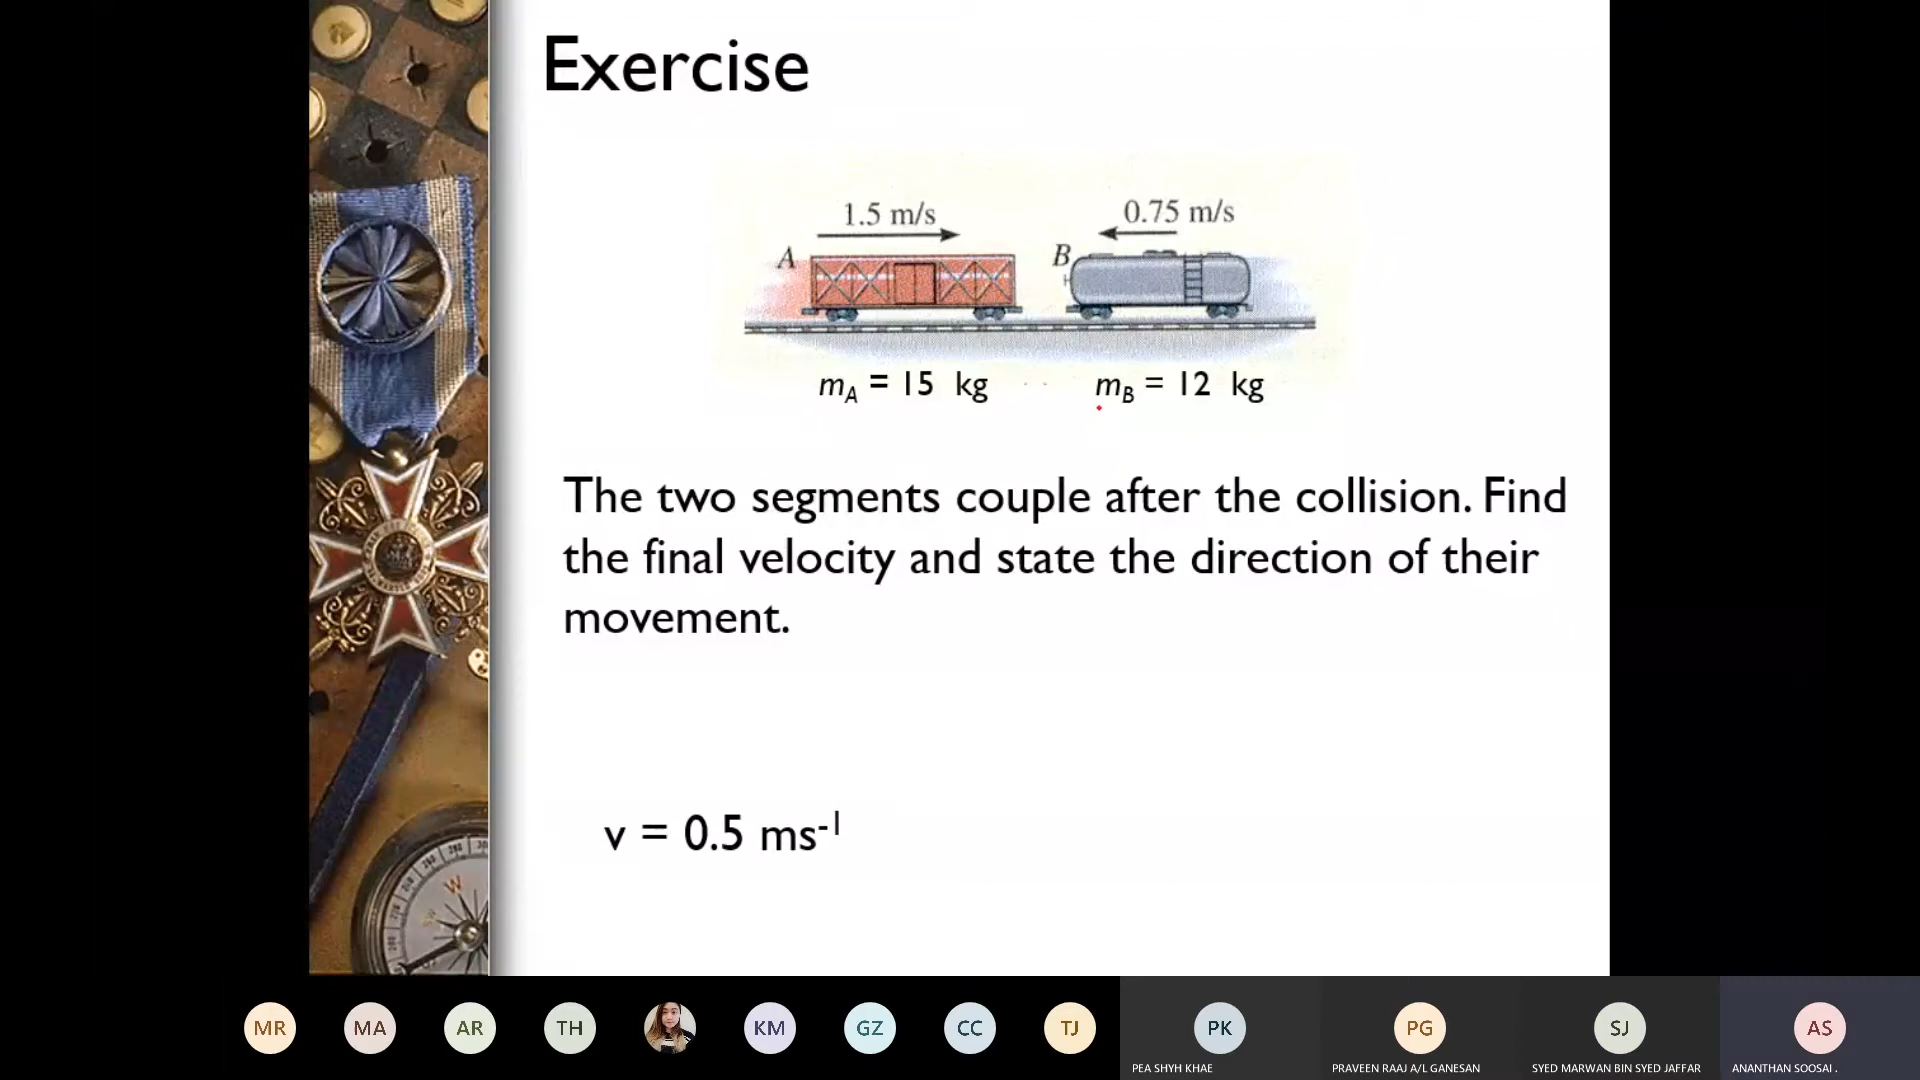 Exercise
1.5 m/s
0.75 m/s
A
B
m_A = 15 kg
m_B = 12 kg
The two segments couple after the collision. Find
the final velocity and state the direction of their
movement.
v = 0.5 ms⁻¹
W
MR
MA
AR
TH
KM
GZ
CC
TJ
PK
PG
SJ
AS
PEA SHYH KHAE
PRAVEEN RAAJ A/L GANESAN
SYED MARWAN BIN SYED JAFFAR
ANANTHAN SOOSAI .